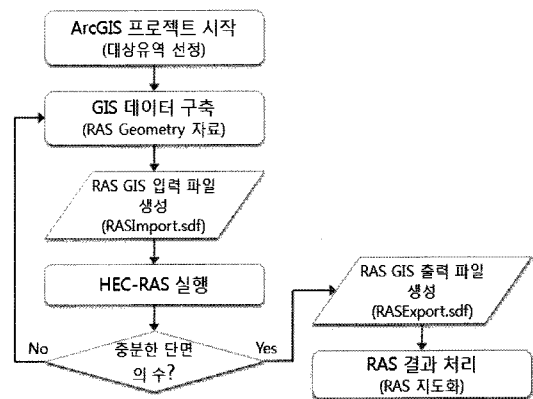 ArcGIS 프로젝트 시작
(대상유역 선정)
GIS 데이터 구축
(RAS Geometry 자료)
RAS GIS 입력 파일
생성
(RASImport.sdf)
HEC-RAS 실행
충분한 단면
의 수?
No
Yes
RAS GIS 출력 파일
생성
(RASExport.sdf)
RAS 결과 처리
(RAS 지도화)